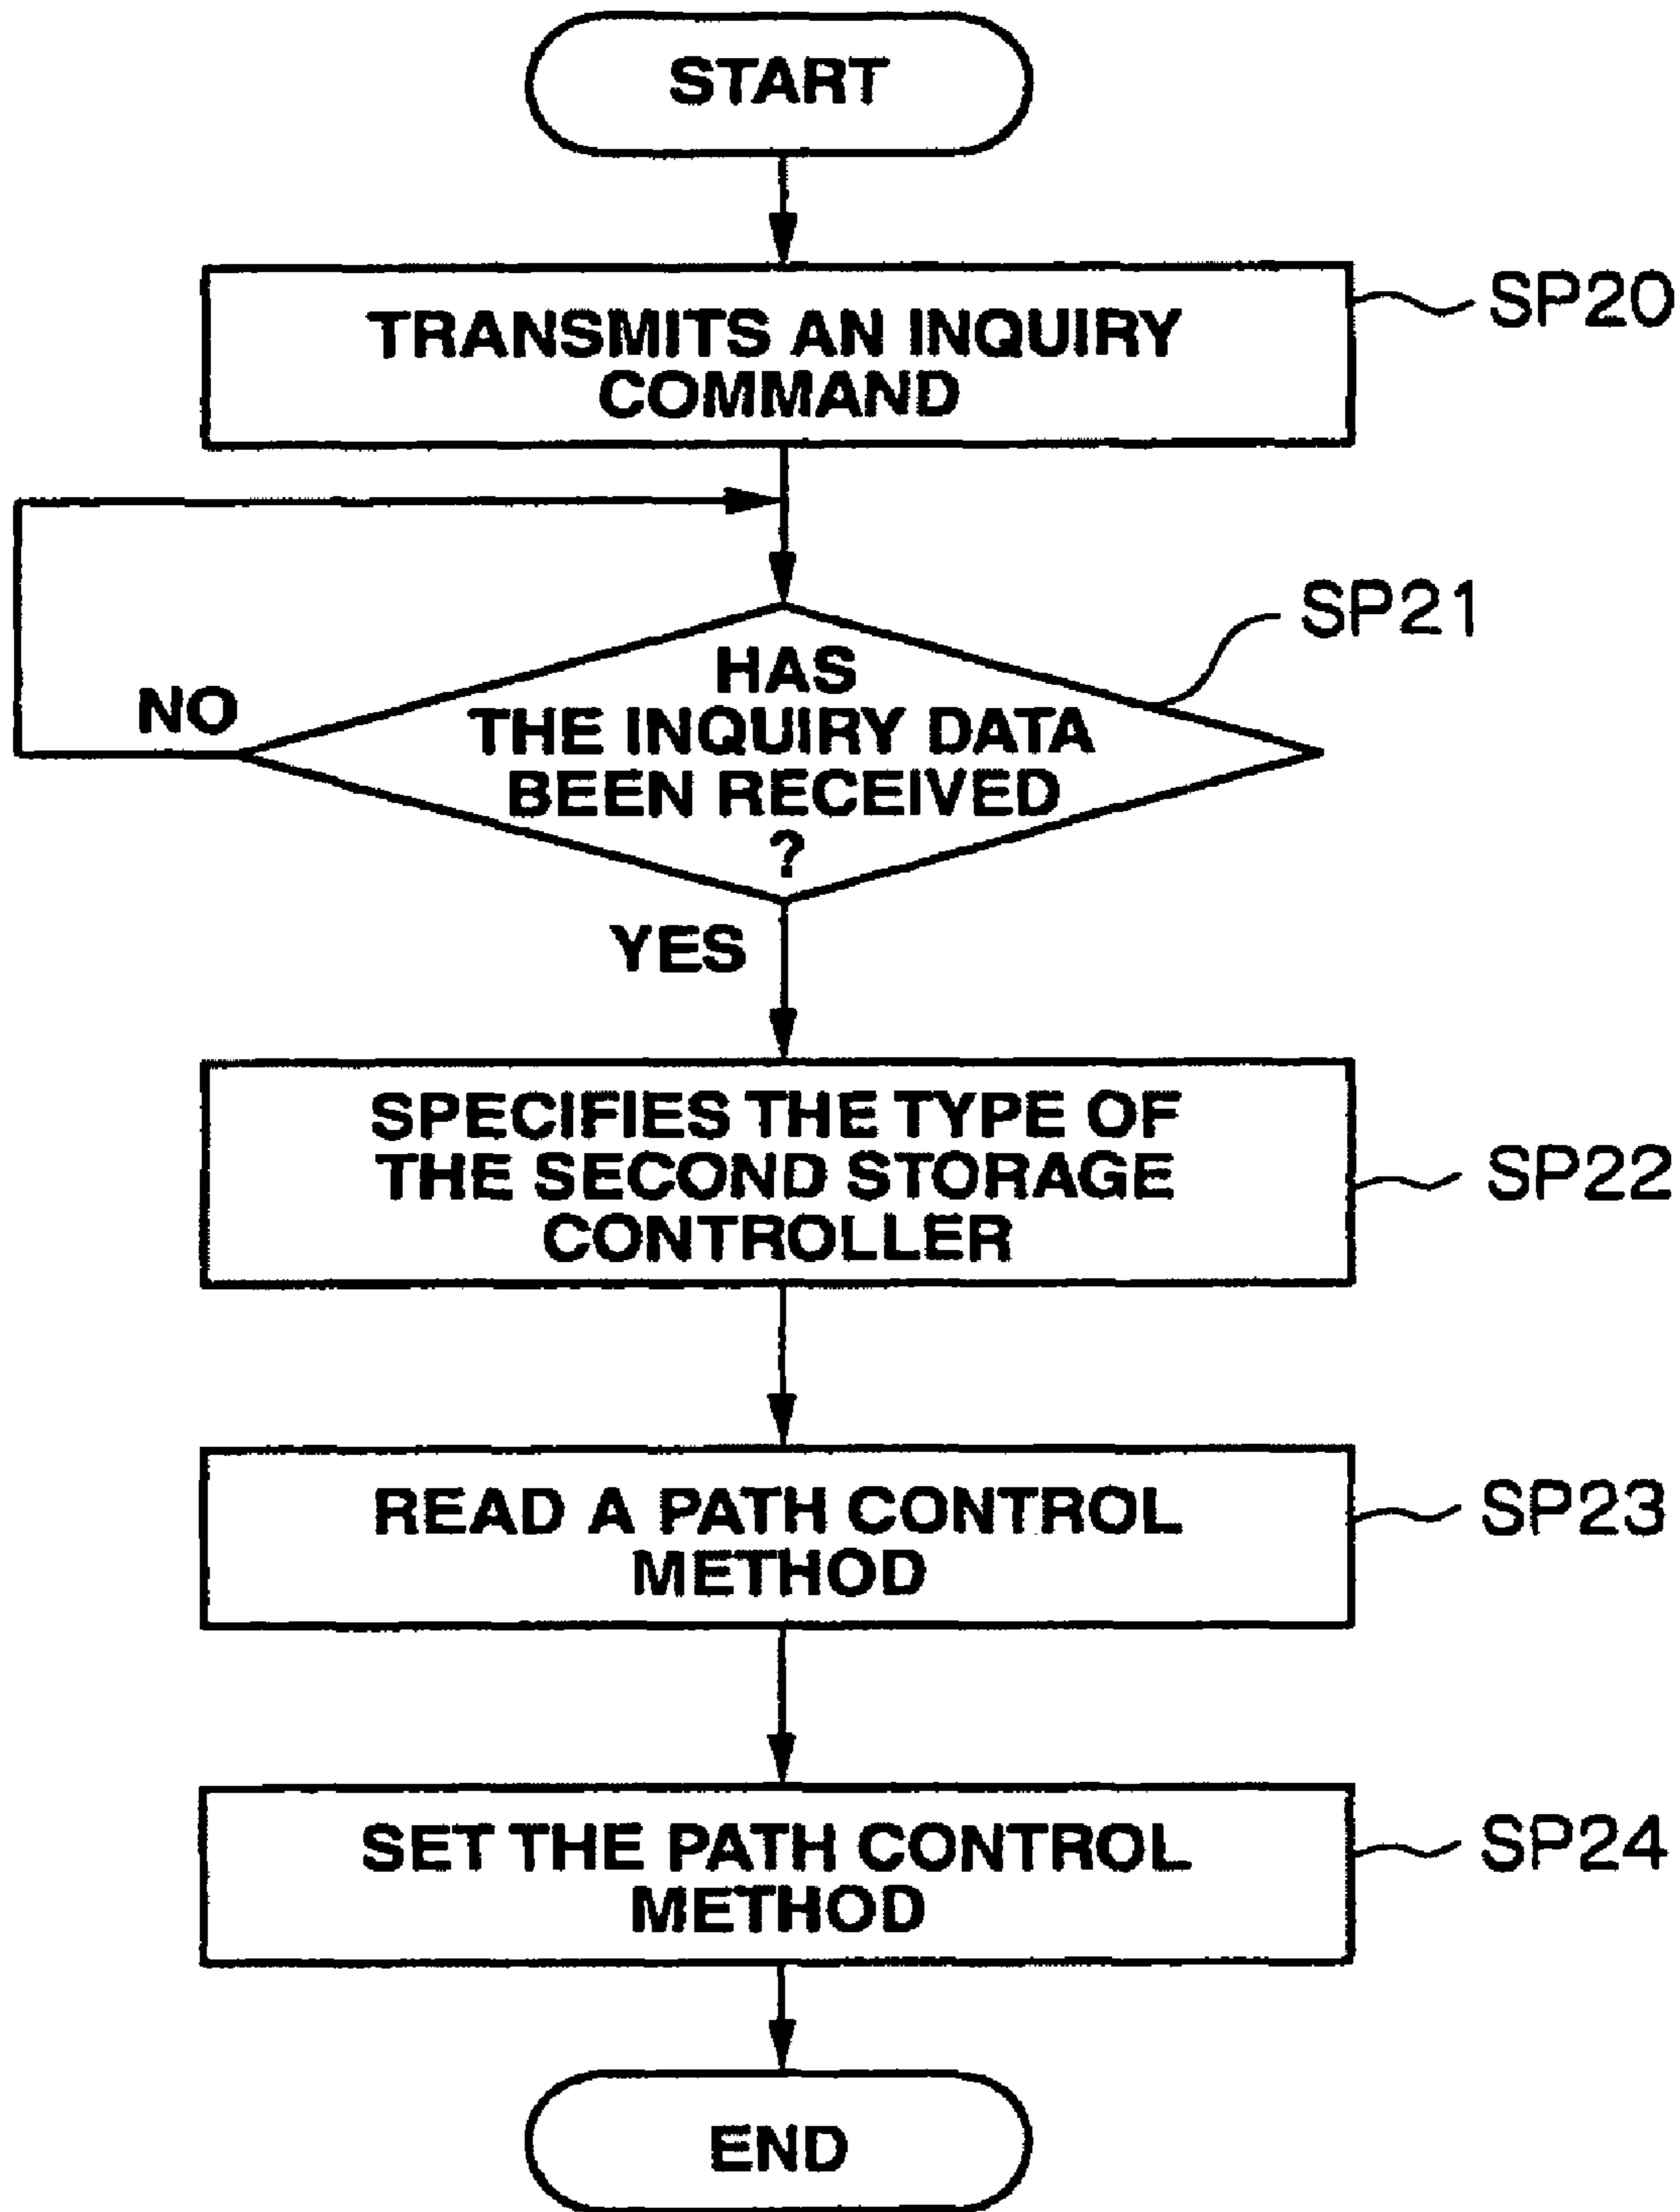 START
TRANSMITS AN INQUIRY
COMMAND
SP20
HAS
THE INQUIRY DATA
BEEN RECEIVED
?
SP21
NO
YES
SPECIFIES THE TYPE OF
THE SECOND STORAGE
CONTROLLER
SP22
READ A PATH CONTROL
METHOD
SP23
SET THE PATH CONTROL
METHOD
SP24
END